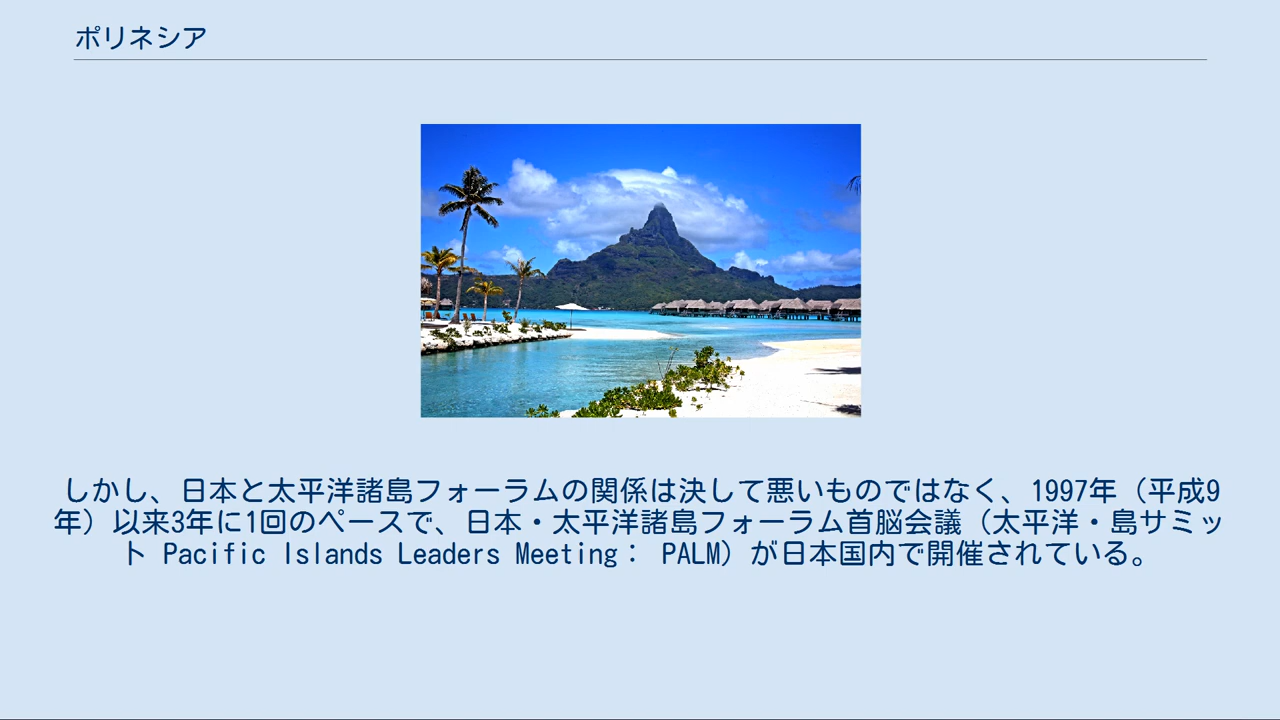 ポリネシア
しかし、日本と太平洋諸島フォーラムの関係は決して悪いものではなく、1997年（平成9
年）以来3年に1回のペースで、日本・太平洋諸島フォーラム首脳会議（太平洋・島サミッ
ト Pacific Islands Leaders Meeting： PALM）が日本国内で開催されている。